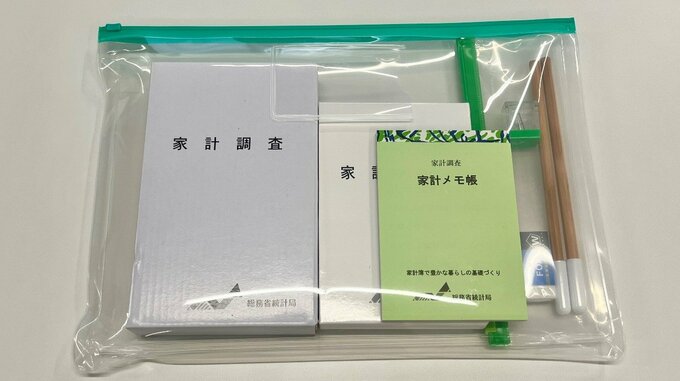 家計調査
総務省統計局
家計
家計調査
家計メモ帳
家計簿で豊かな暮らしの基礎づくり
総務省統計局